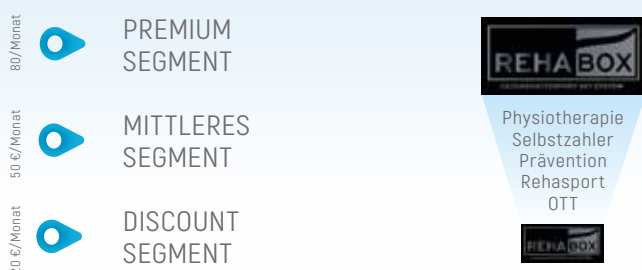 80/Monat
PREMIUM
SEGMENT
50 €/Monat
MITTLERES
SEGMENT
20 €/Monat
DISCOUNT
SEGMENT
REHABOX
Physiotherapie
Selbstzahler
Prävention
Rehasport
OTT
REHABOX